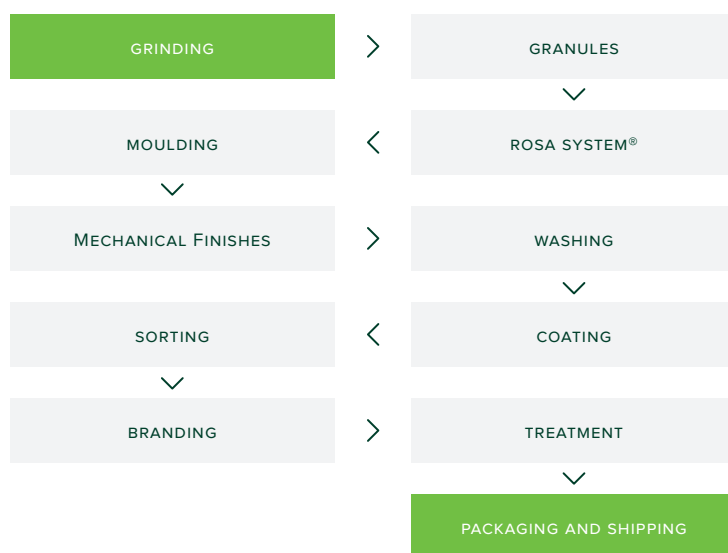 GRINDING
GRANULES
MOULDING
ROSA SYSTEM®
MECHANICAL FINISHES
WASHING
SORTING
COATING
BRANDING
TREATMENT
PACKAGING AND SHIPPING